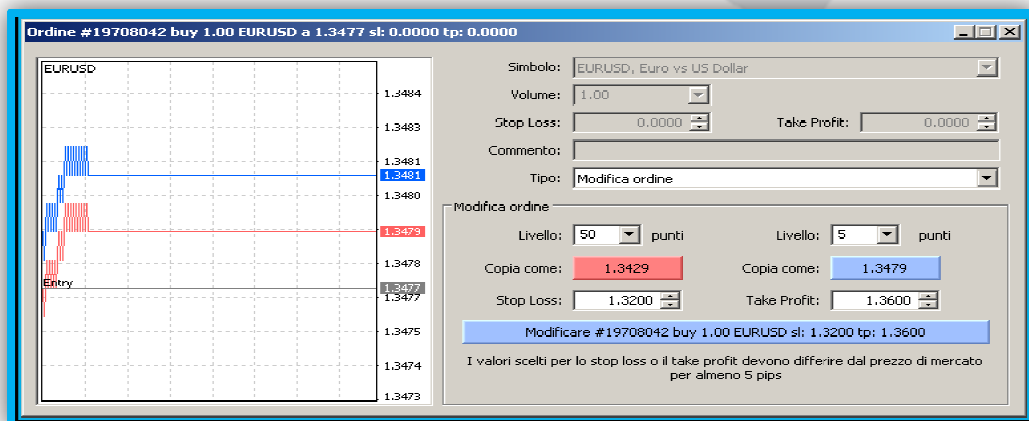 Ordine #19708042 buy 1.00 EURUSD a 1.3477 sl: 0.0000 tp: 0.0000
EURUSD
1.3484
1.3483
1.3481
1.3481
1.3480
1.3479
1.3478
Entry
1.3477
1.3477
1.3475
1.3474
1.3473
Simbolo: EURUSD, Euro vs US Dollar
Volume: 1.00
Stop Loss: 0.0000 Take Profit: 0.0000
Commento:
Tipo: Modifica ordine
Modifica ordine
Livello: 50 punti Livello: 5 punti
Copia come: 1.3429 Copia come: 1.3479
Stop Loss: 1.3200 Take Profit: 1.3600
Modificare #19708042 buy 1.00 EURUSD sl: 1.3200 tp: 1.3600
I valori scelti per lo stop loss o il take profit devono differire dal prezzo di mercato
per almeno 5 pips